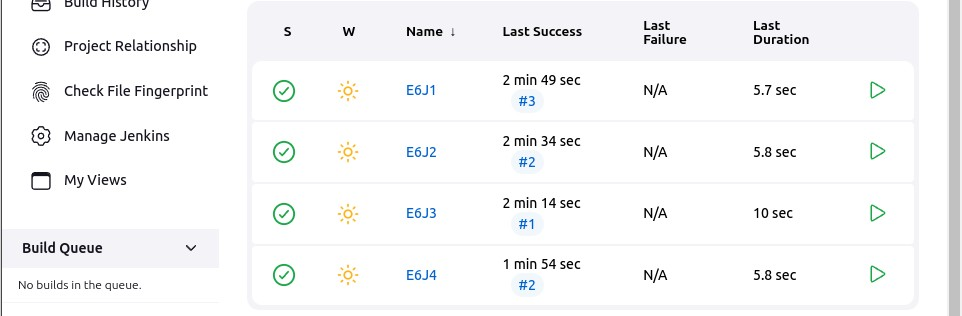 Build History
Project Relationship
Check File Fingerprint
Manage Jenkins
My Views
Build Queue
No builds in the queue.
S W Name ↓ Last Success Last Failure Last Duration
E6J1 2 min 49 sec #3 N/A 5.7 sec
E6J2 2 min 34 sec #2 N/A 5.8 sec
E6J3 2 min 14 sec #1 N/A 10 sec
E6J4 1 min 54 sec #2 N/A 5.8 sec